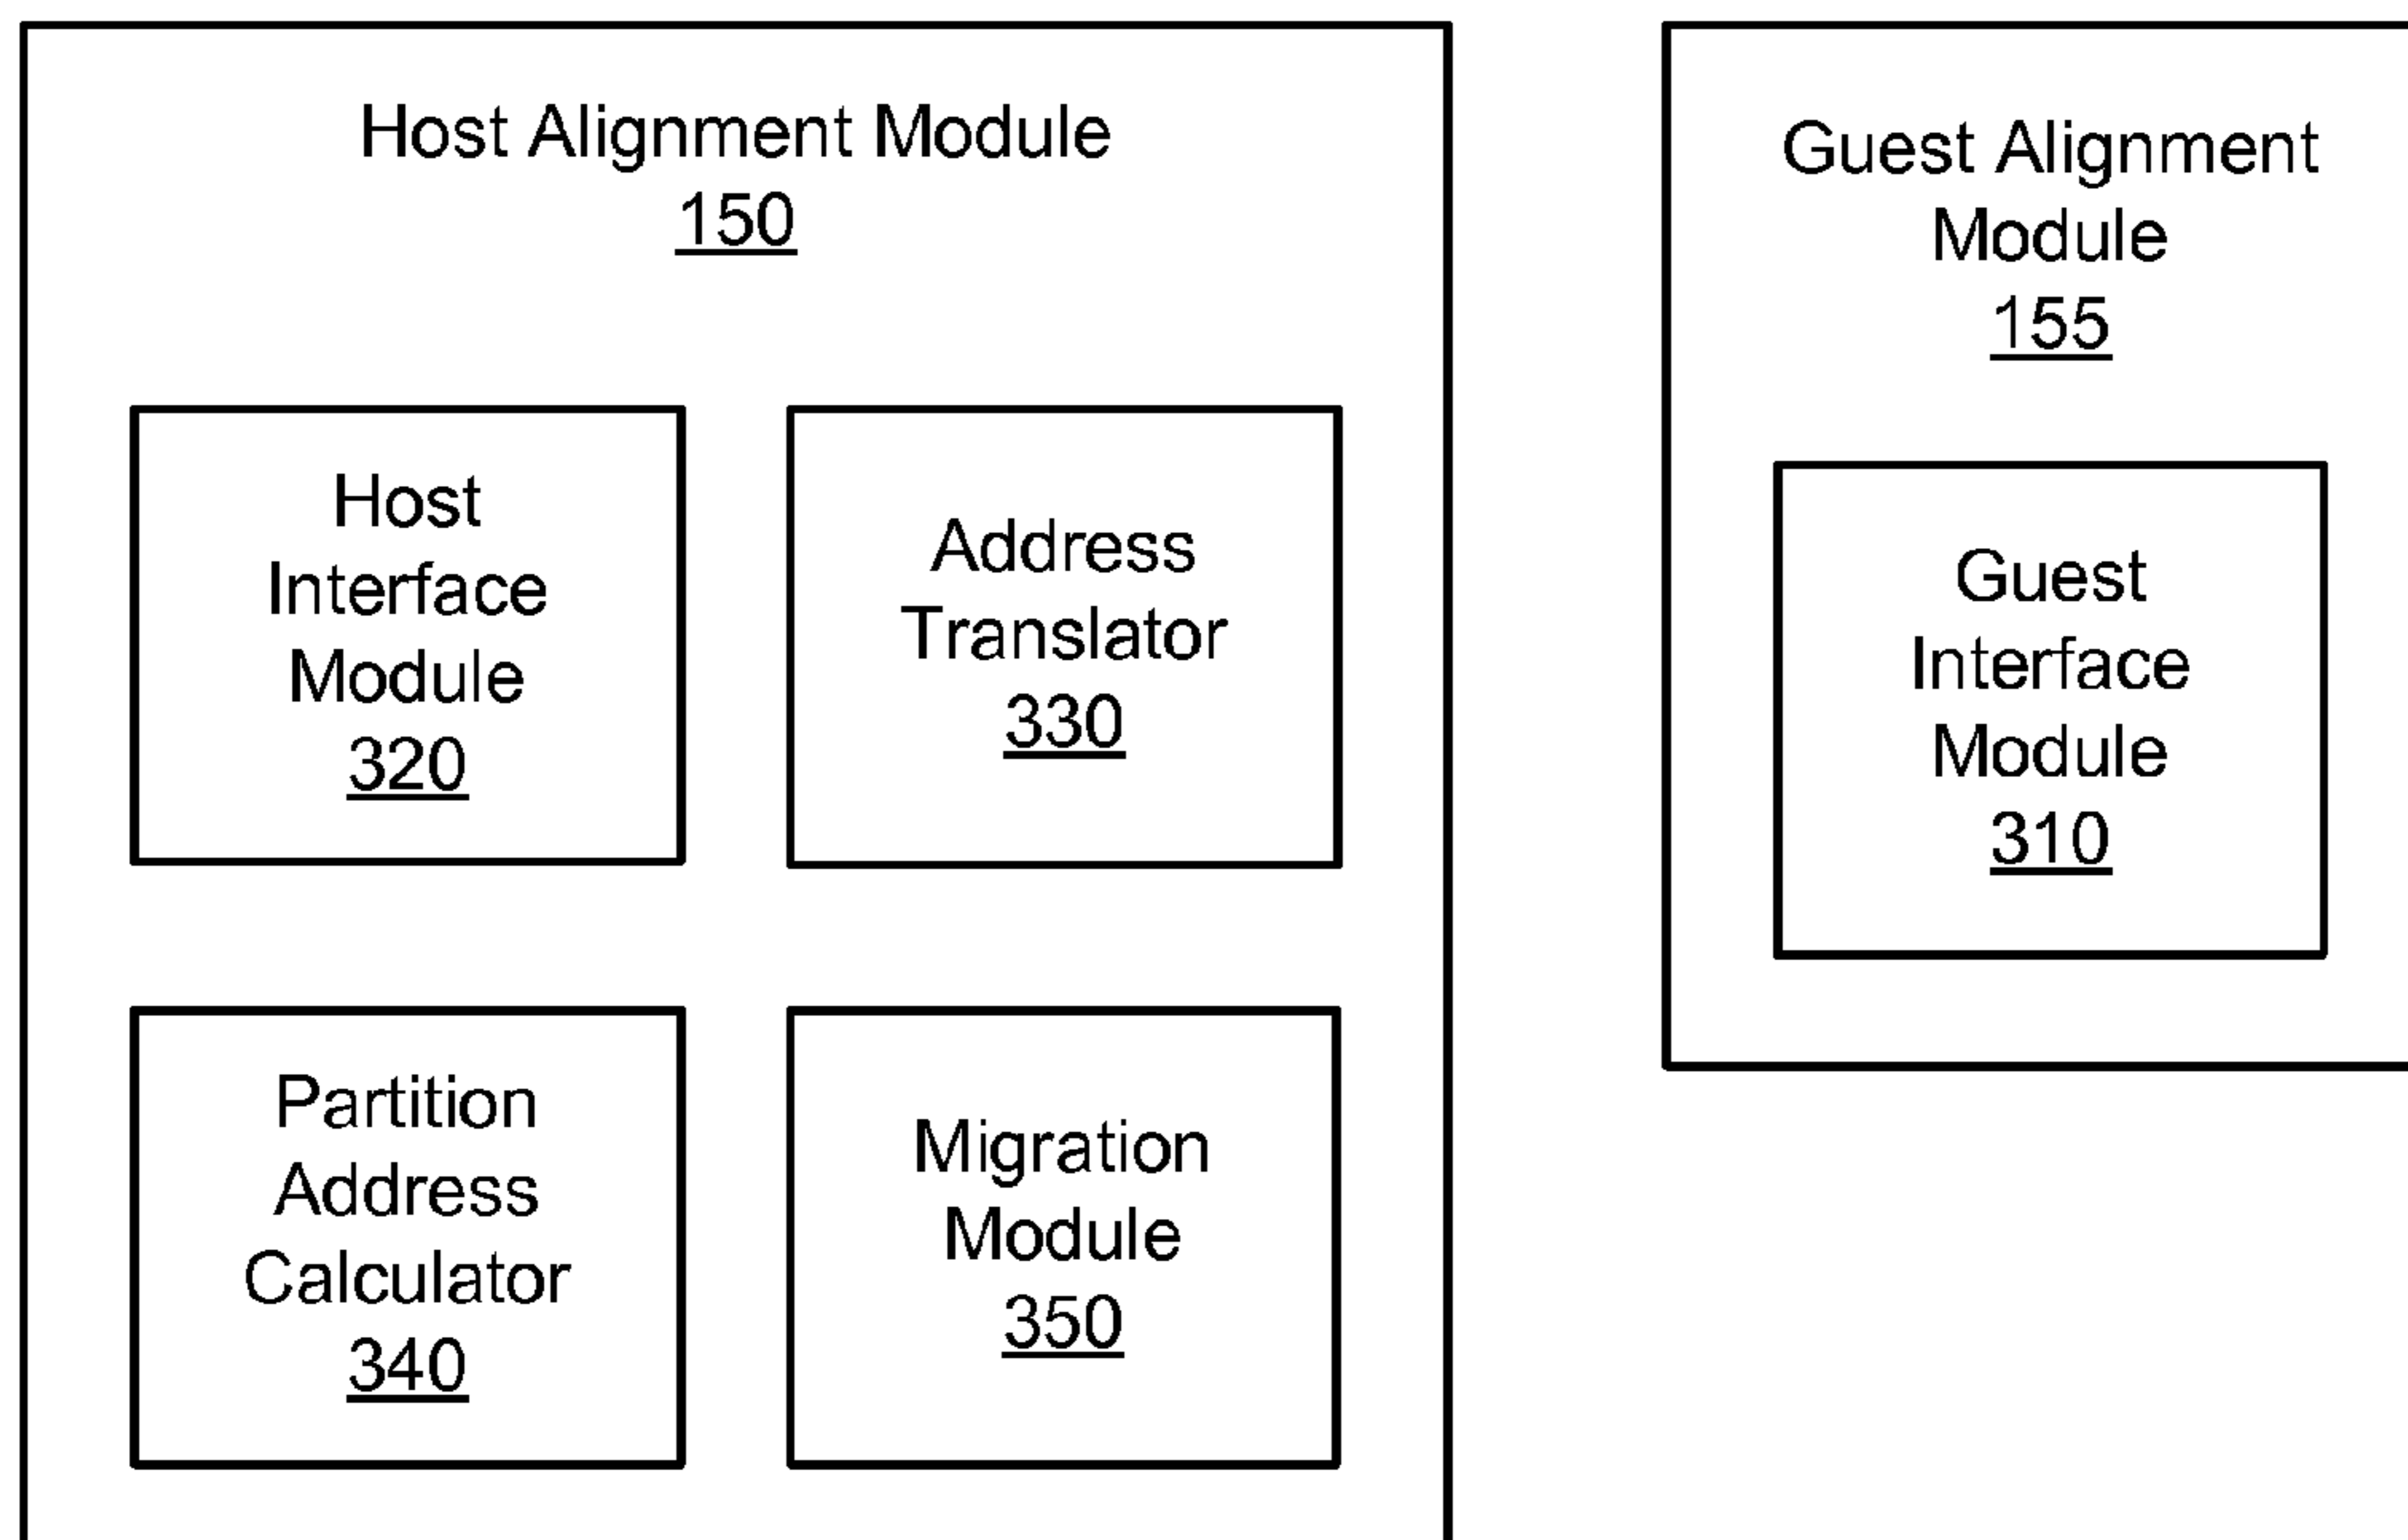 Host Alignment Module
150
Host
Interface
Module
320
Address
Translator
330
Partition
Address
Calculator
340
Migration
Module
350
Guest Alignment
Module
155
Guest
Interface
Module
310